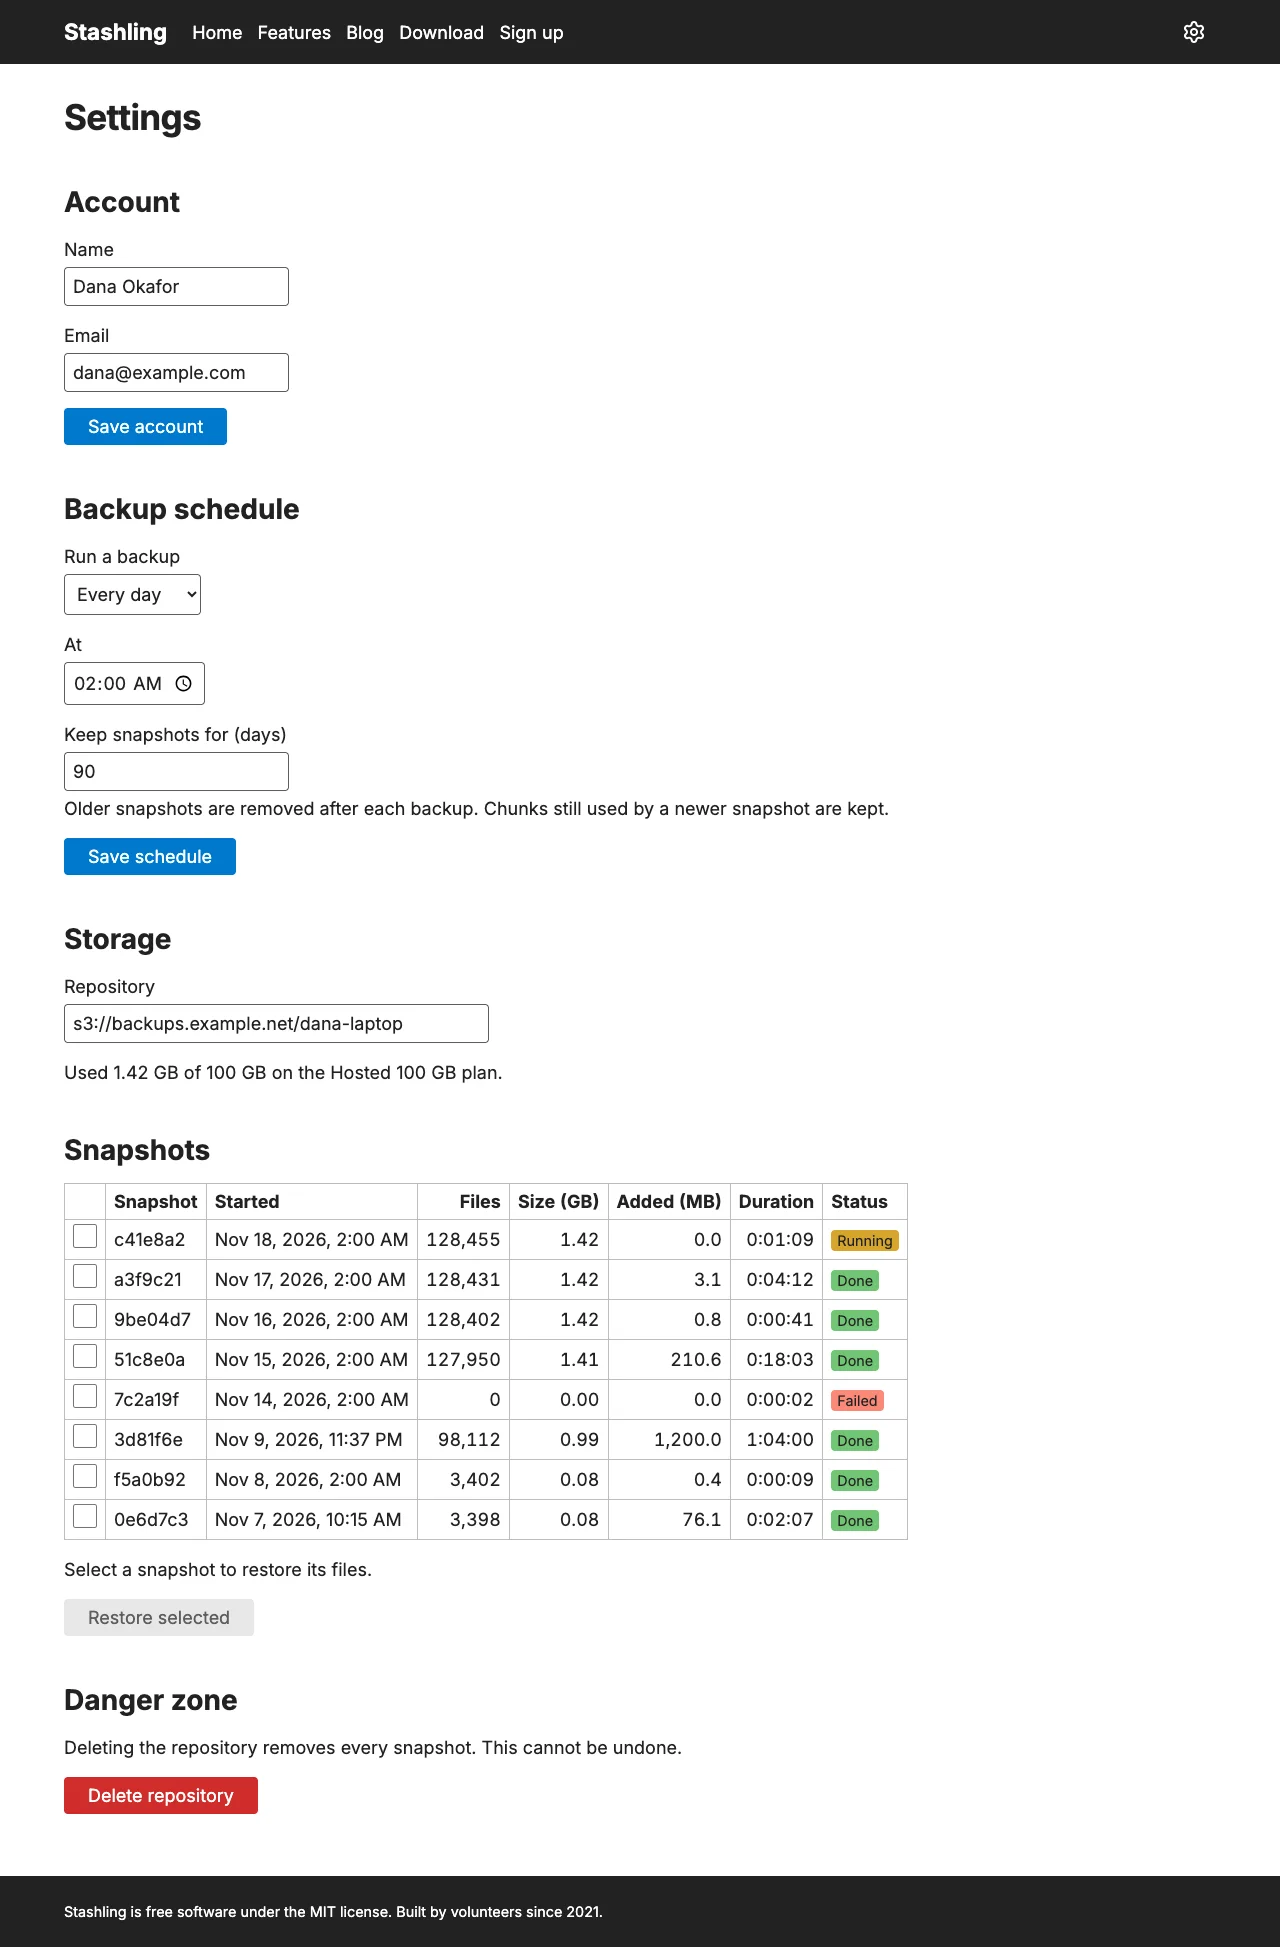 Stashling Home Features Blog Download Sign up
Settings
Account
Name
Dana Okafor
Email
dana@example.com
Save account
Backup schedule
Run a backup
Every day
At
02:00 AM
Keep snapshots for (days)
90
Older snapshots are removed after each backup. Chunks still used by a newer snapshot are kept.
Save schedule
Storage
Repository
s3://backups.example.net/dana-laptop
Used 1.42 GB of 100 GB on the Hosted 100 GB plan.
Snapshots
Snapshot Started Files Size (GB) Added (MB) Duration Status
c41e8a2 Nov 18, 2026, 2:00 AM 128,455 1.42 0.0 0:01:09 Running
a3f9c21 Nov 17, 2026, 2:00 AM 128,431 1.42 3.1 0:04:12 Done
9be04d7 Nov 16, 2026, 2:00 AM 128,402 1.42 0.8 0:00:41 Done
51c8e0a Nov 15, 2026, 2:00 AM 127,950 1.41 210.6 0:18:03 Done
7c2a19f Nov 14, 2026, 2:00 AM 0 0.00 0.0 0:00:02 Failed
3d81f6e Nov 9, 2026, 11:37 PM 98,112 0.99 1,200.0 1:04:00 Done
f5a0b92 Nov 8, 2026, 2:00 AM 3,402 0.08 0.4 0:00:09 Done
0e6d7c3 Nov 7, 2026, 10:15 AM 3,398 0.08 76.1 0:02:07 Done
Select a snapshot to restore its files.
Restore selected
Danger zone
Deleting the repository removes every snapshot. This cannot be undone.
Delete repository
Stashling is free software under the MIT license. Built by volunteers since 2021.